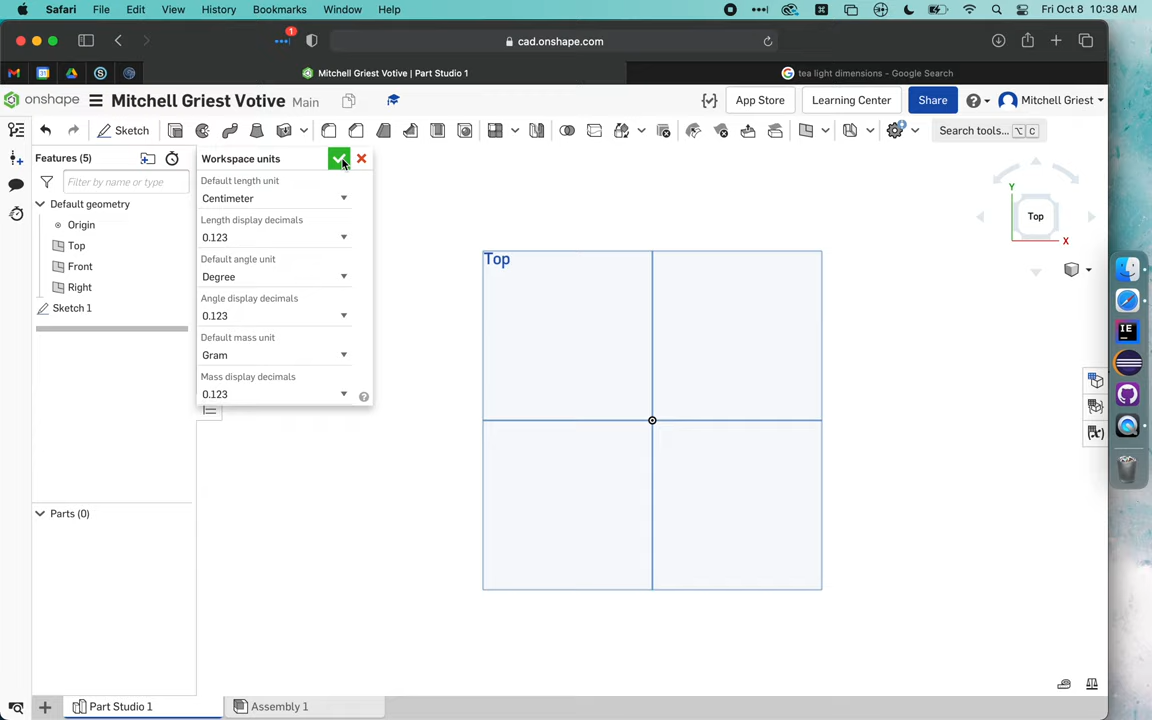 Safari File Edit View History Bookmarks Window Help Fri Oct 8 10:38 AM
1
cad.onshape.com
Mitchell Griest Votive | Part Studio 1
tea light dimensions - Google Search
onshape Mitchell Griest Votive Main App Store Learning Center Share Mitchell Griest
Sketch Search tools... ⌥ C
Features (5)
Filter by name or type
Default geometry
Origin
Top
Front
Right
Sketch 1
Parts (0)
Workspace units
Default length unit
Centimeter
Length display decimals
0.123
Default angle unit
Degree
Angle display decimals
0.123
Default mass unit
Gram
Mass display decimals
0.123
Top
Y
Top
X
IE
Part Studio 1
Assembly 1